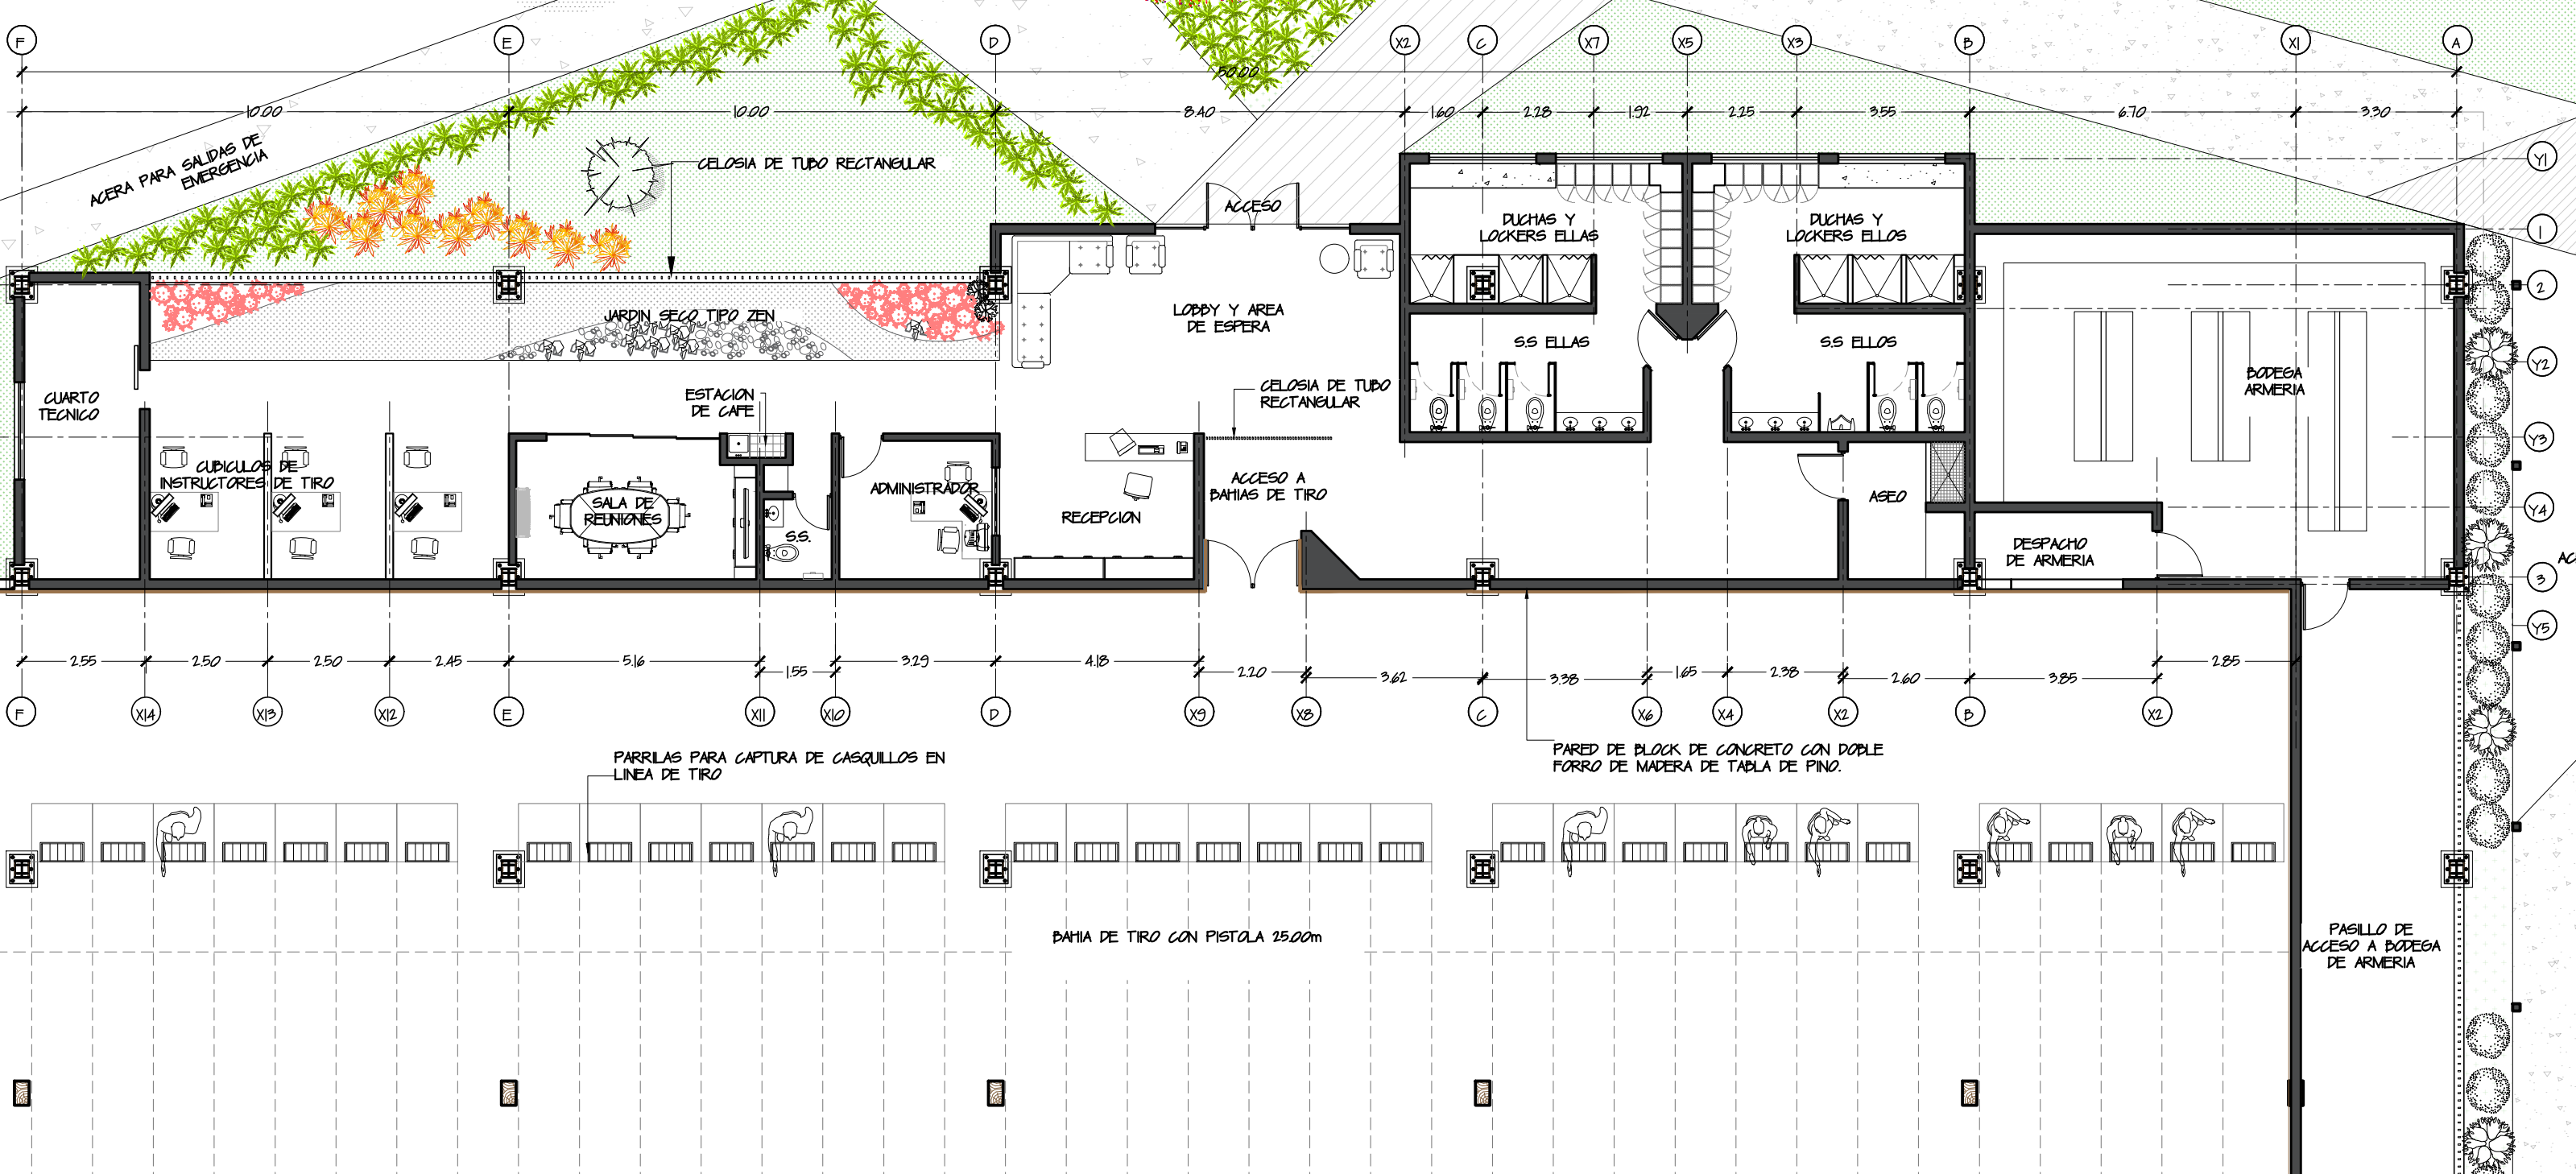 F E D X2 C X7 X5 X3 B X1 A
50.00
10.00 10.00 8.40 1.60 2.28 1.92 2.25 3.55 6.70 3.30
ACERA PARA SALIDAS DE
EMERGENCIA
CELOSIA DE TUBO RECTANGULAR
Y1
ACCESO
DUCHAS Y
LOCKERS ELLAS
DUCHAS Y
LOCKERS ELLOS
1
2
JARDIN SECO TIPO ZEN
LOBBY Y AREA
DE ESPERA
S.S ELLAS
S.S ELLOS
Y2
BODEGA
ARMERIA
CUARTO
TECNICO
ESTACION
DE CAFE
CELOSIA DE TUBO
RECTANGULAR
Y3
CUBICULOS DE
INSTRUCTORES DE TIRO
SALA DE
REUNIONES
S.S.
ADMINISTRADOR
RECEPCION
ACCESO A
BAHIAS DE TIRO
ASEO
Y4
DESPACHO
DE ARMERIA
AC
3
Y5
2.55 2.50 2.50 2.45 5.16 1.55 3.29 4.18 2.20 3.62 3.38 1.65 2.38 2.60 3.85 2.85
F X14 X13 X12 E X11 X10 D X9 X8 C X6 X4 X2 B X2
PARRILAS PARA CAPTURA DE CASQUILLOS EN
LINEA DE TIRO
PARED DE BLOCK DE CONCRETO CON DOBLE
FORRO DE MADERA DE TABLA DE PINO.
BAHIA DE TIRO CON PISTOLA 25.00m
PASILLO DE
ACCESO A BODEGA
DE ARMERIA